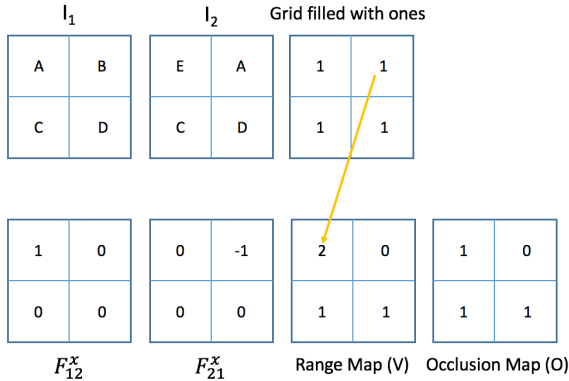 I₁ I₂ Grid filled with ones
A B E A 1 1
C D C D 1 1
1 0 0 -1 2 0 1 0
0 0 0 0 1 1 1 1
F₁₂ˣ F₂₁ˣ Range Map (V) Occlusion Map (O)